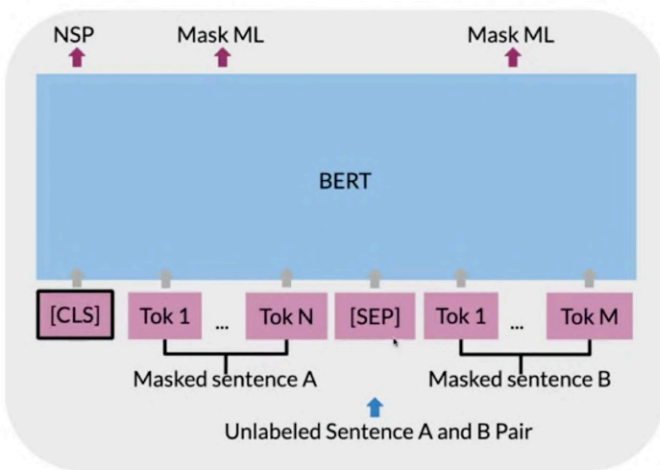 NSP Mask ML Mask ML
BERT
[CLS] Tok 1 ... Tok N [SEP] Tok 1 ... Tok M
Masked sentence A Masked sentence B
Unlabeled Sentence A and B Pair